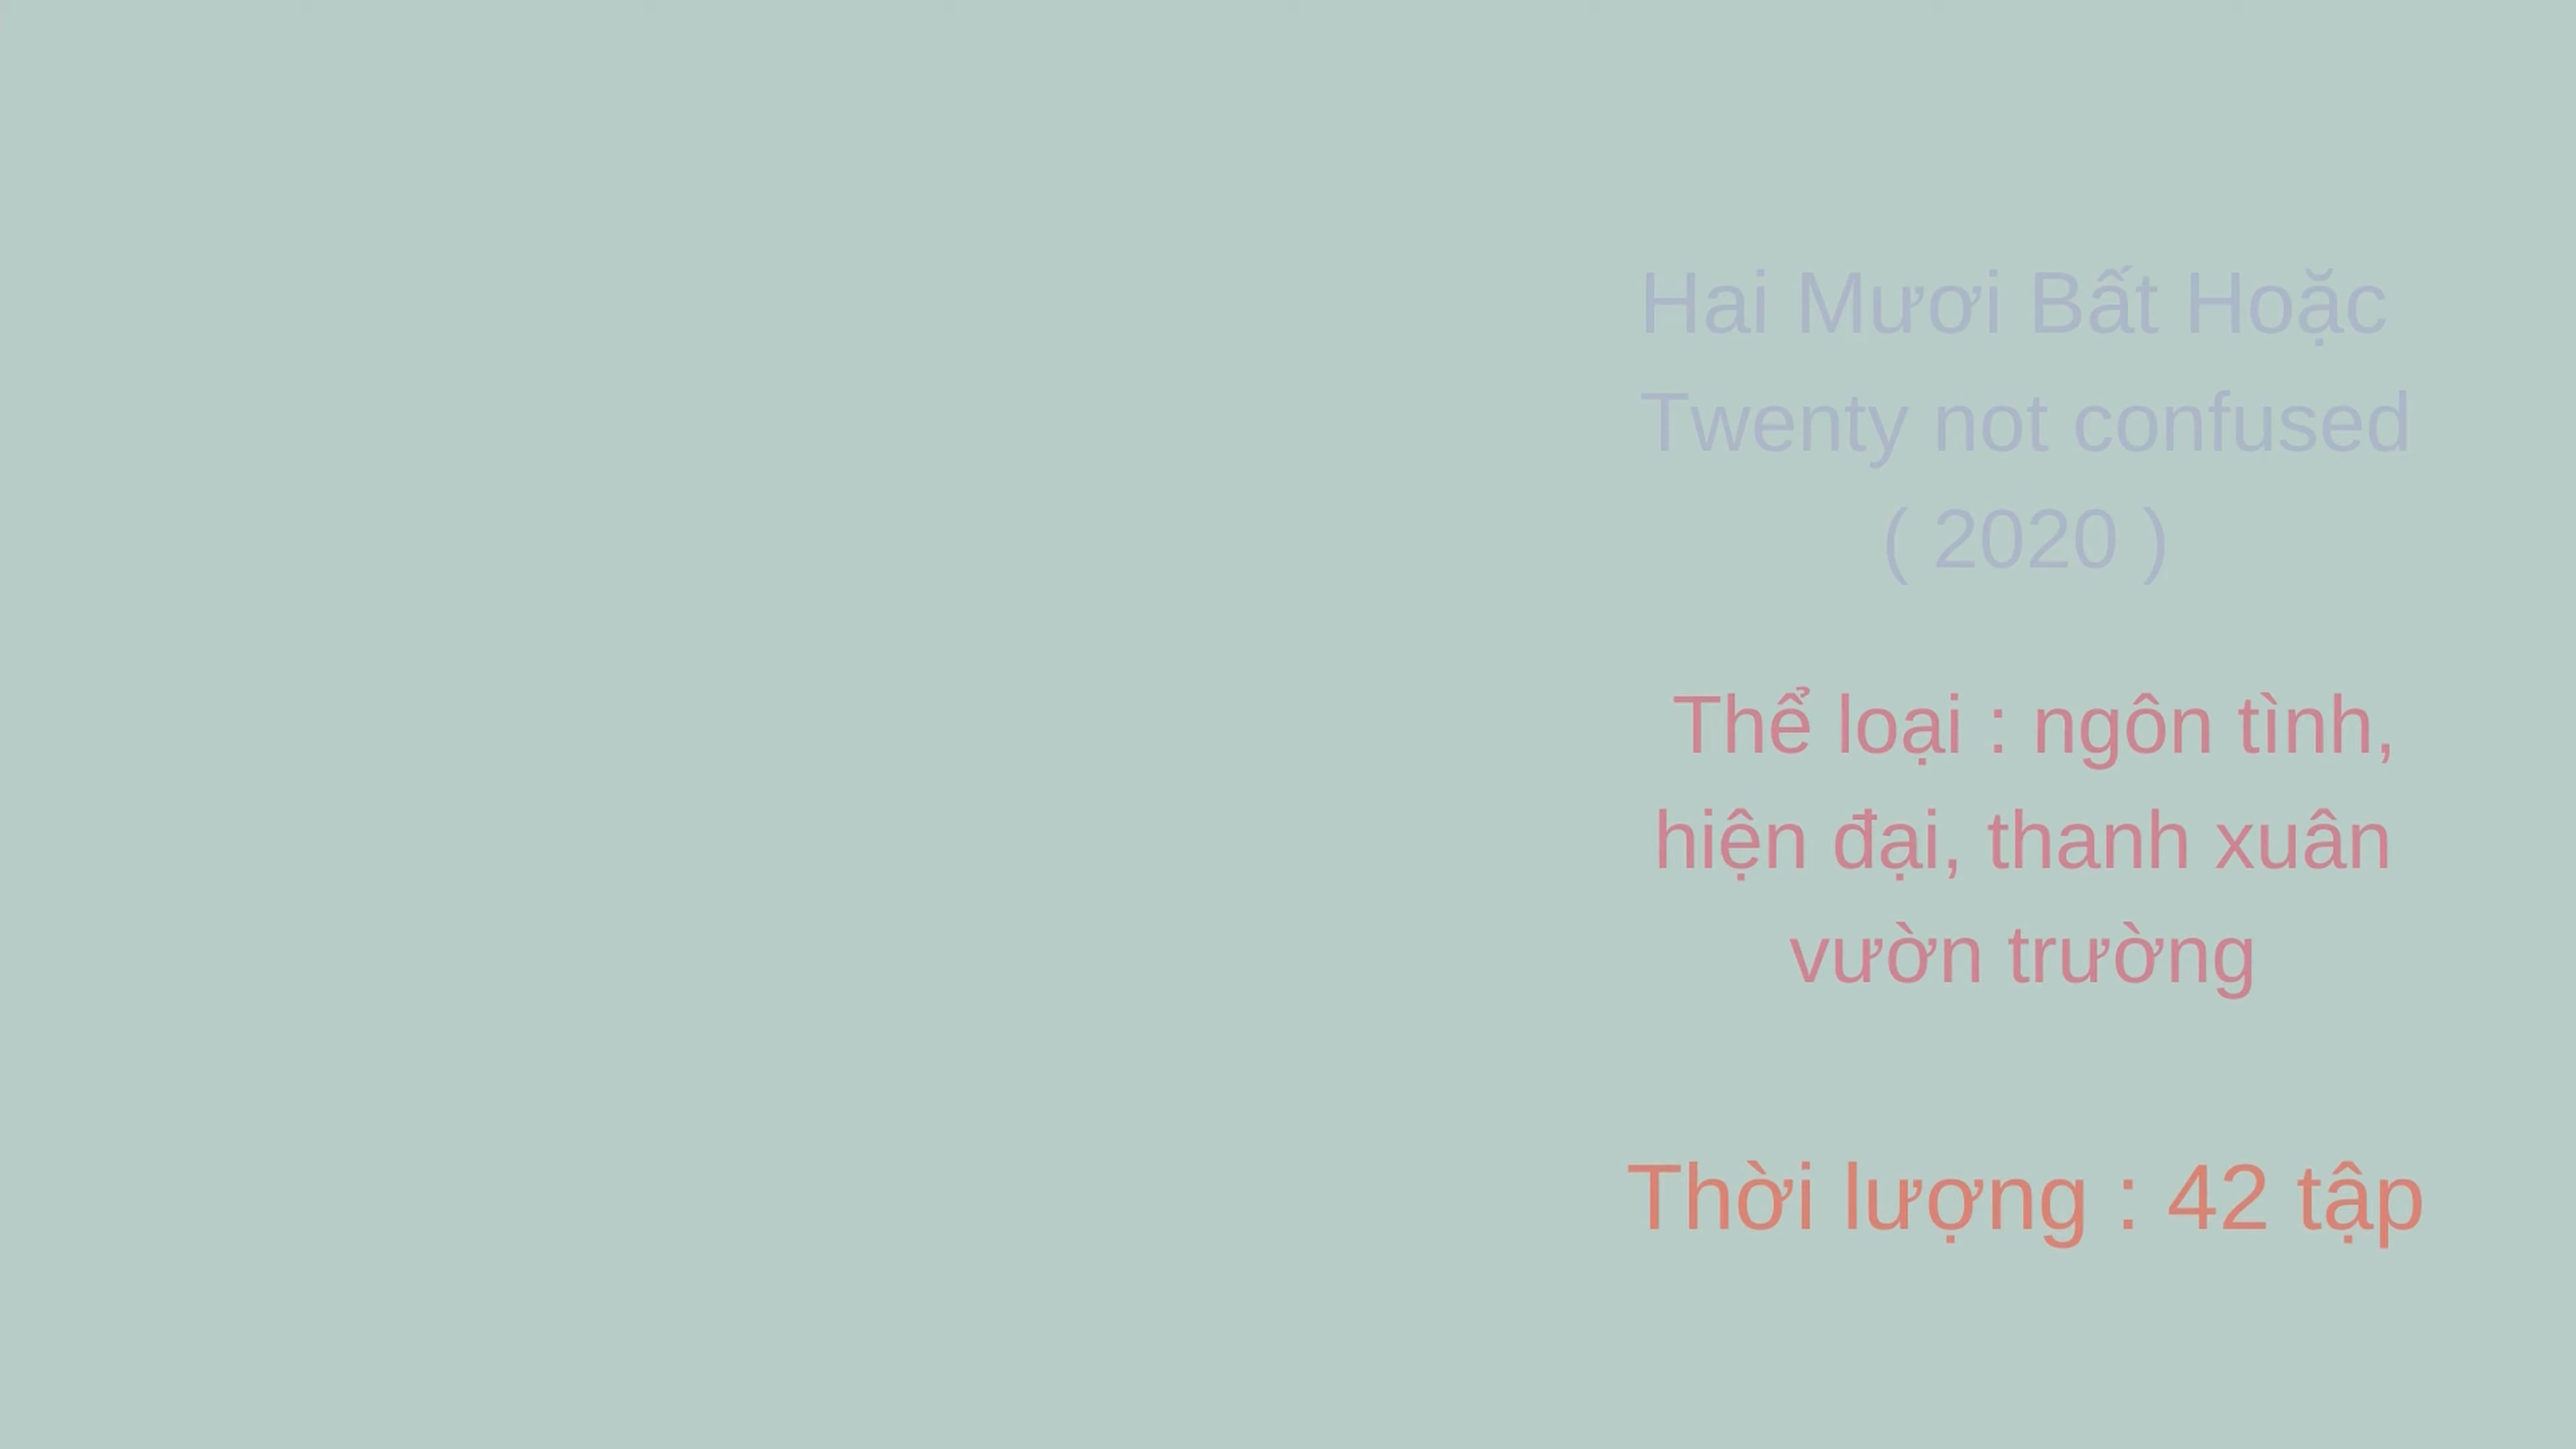 Hai Mươi Bất Hoặc
Twenty not confused
( 2020 )
Thể loại : ngôn tình,
hiện đại, thanh xuân
vườn trường
Thời lượng : 42 tập